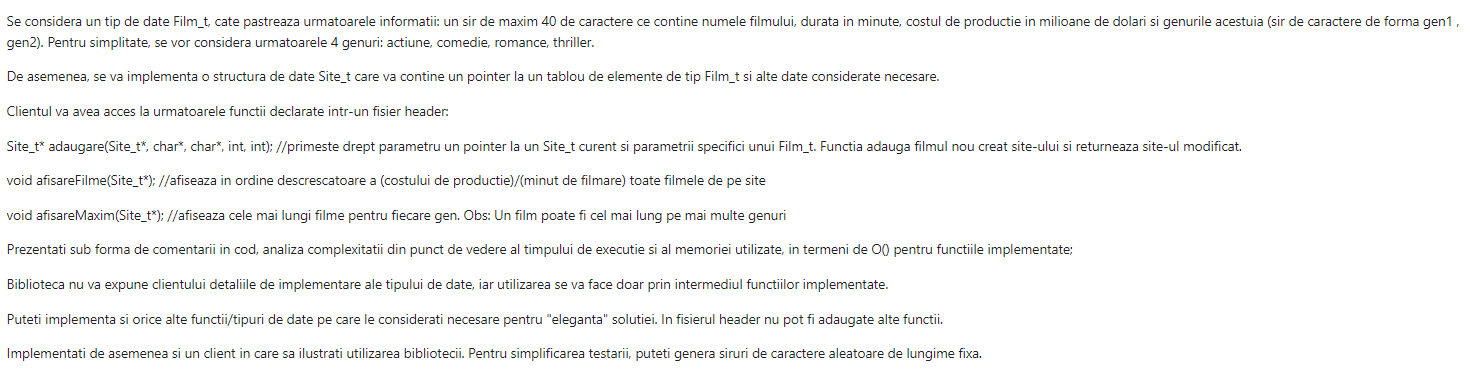 Se considera un tip de date Film_t, cate pastreaza urmatoarele informatii: un sir de maxim 40 de caractere ce contine numele filmului, durata in minute, costul de productie in milioane de dolari si genurile acestuia (sir de caractere de forma gen1 ,
gen2). Pentru simplitate, se vor considera urmatoarele 4 genuri: actiune, comedie, romance, thriller.
De asemenea, se va implementa o structura de date Site_t care va contine un pointer la un tablou de elemente de tip Film_t si alte date considerate necesare.
Clientul va avea acces la urmatoarele functii declarate intr-un fisier header:
Site_t* adaugare(Site_t*, char*, char*, int, int); //primeste drept parametru un pointer la un Site_t curent si parametrii specifici unui Film_t. Functia adauga filmul nou creat site-ului si returneaza site-ul modificat.
void afisareFilme(Site_t*); //afiseaza in ordine descrescatoare a (costului de productie)/(minut de filmare) toate filmele de pe site
void afisareMaxim(Site_t*); //afiseaza cele mai lungi filme pentru fiecare gen. Obs: Un film poate fi cel mai lung pe mai multe genuri
Prezentati sub forma de comentarii in cod, analiza complexitatii din punct de vedere al timpului de executie si al memoriei utilizate, in termeni de O() pentru functiile implementate;
Biblioteca nu va expune clientului detaliile de implementare ale tipului de date, iar utilizarea se va face doar prin intermediul functiilor implementate.
Puteti implementa si orice alte functii/tipuri de date pe care le considerati necesare pentru "eleganta" solutiei. In fisierul header nu pot fi adaugate alte functii.
Implementati de asemenea si un client in care sa ilustrati utilizarea bibliotecii. Pentru simplificarea testarii, puteti genera siruri de caractere aleatoare de lungime fixa.